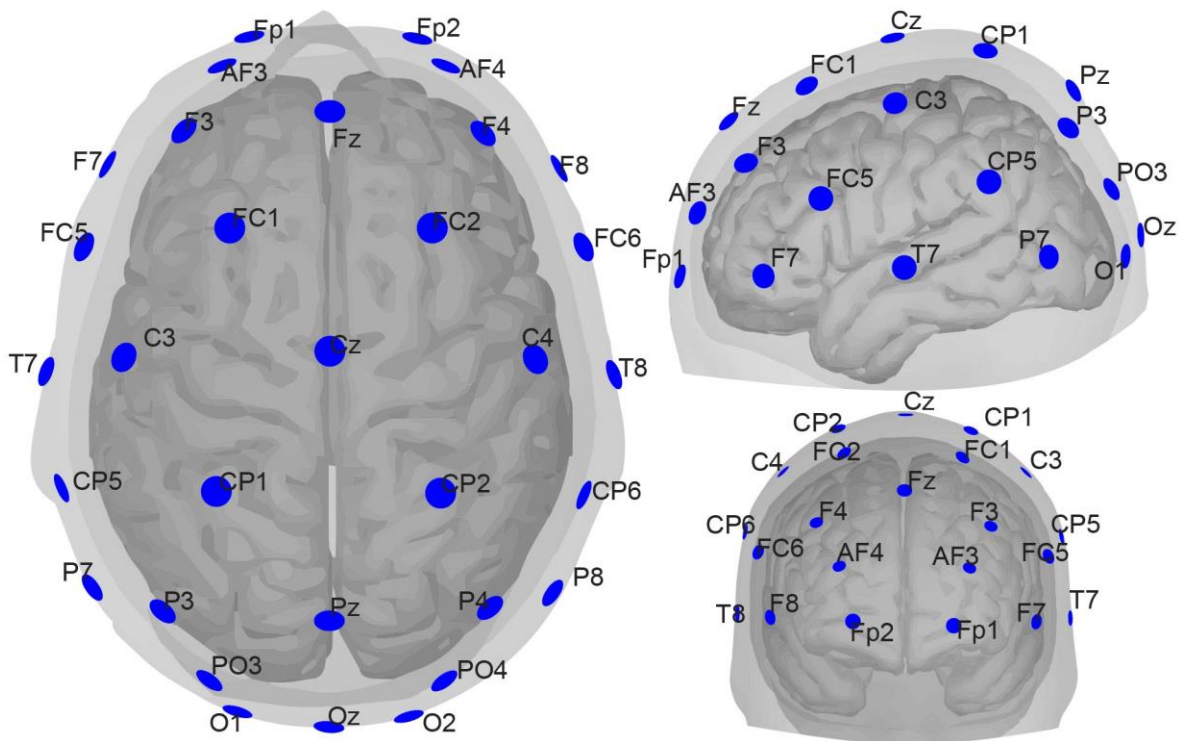 Fp1 Fp2
AF3 AF4
F3 Fz F4
F7 F8
FC5 FC1 FC2 FC6
C3 Cz C4
T7 T8
CP5 CP1 CP2 CP6
P7 P8
P3 Pz P4
PO3 PO4
O1 Oz O2
Cz CP1
FC1 Pz
Fz C3 P3
F3 CP5
AF3 FC5 PO3
Oz
Fp1 F7 T7 P7 O1
Cz
CP2 CP1
FC2 FC1
C4 C3
Fz
F4 F3
CP6 CP5
FC6 AF4 AF3 FC5
T8 F8 F7 T7
Fp2 Fp1